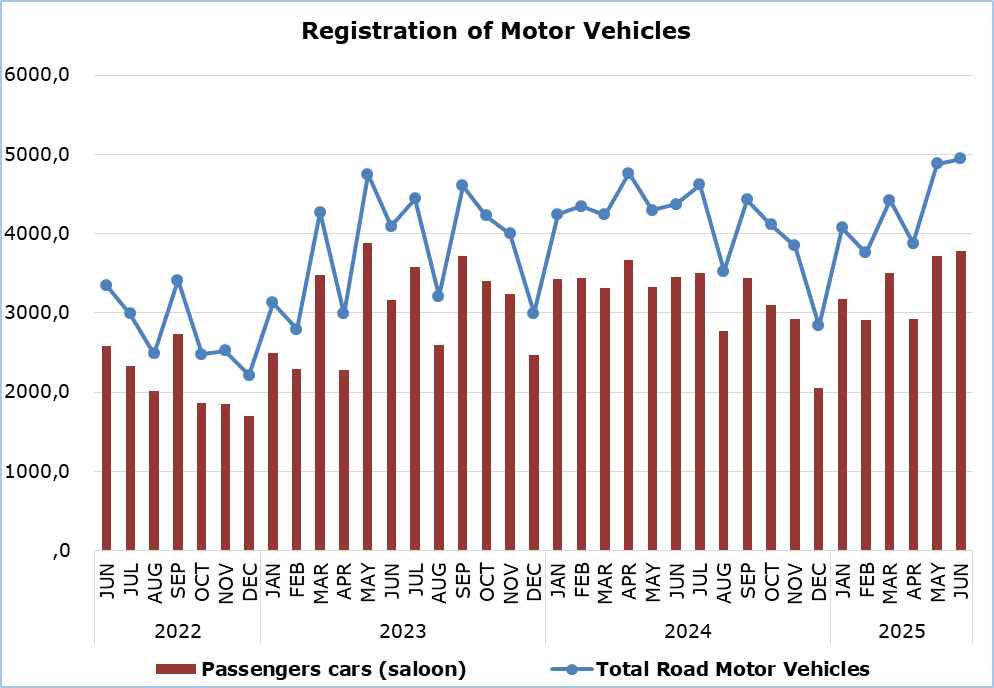 Registration of Motor Vehicles
6000,0
5000,0
4000,0
3000,0
2000,0
1000,0
,0
JUN JUL AUG SEP OCT NOV DEC JAN FEB MAR APR MAY JUN JUL AUG SEP OCT NOV DEC JAN FEB MAR APR MAY JUN JUL AUG SEP OCT NOV DEC JAN FEB MAR APR MAY JUN
2022 2023 2024 2025
Passengers cars (saloon) Total Road Motor Vehicles